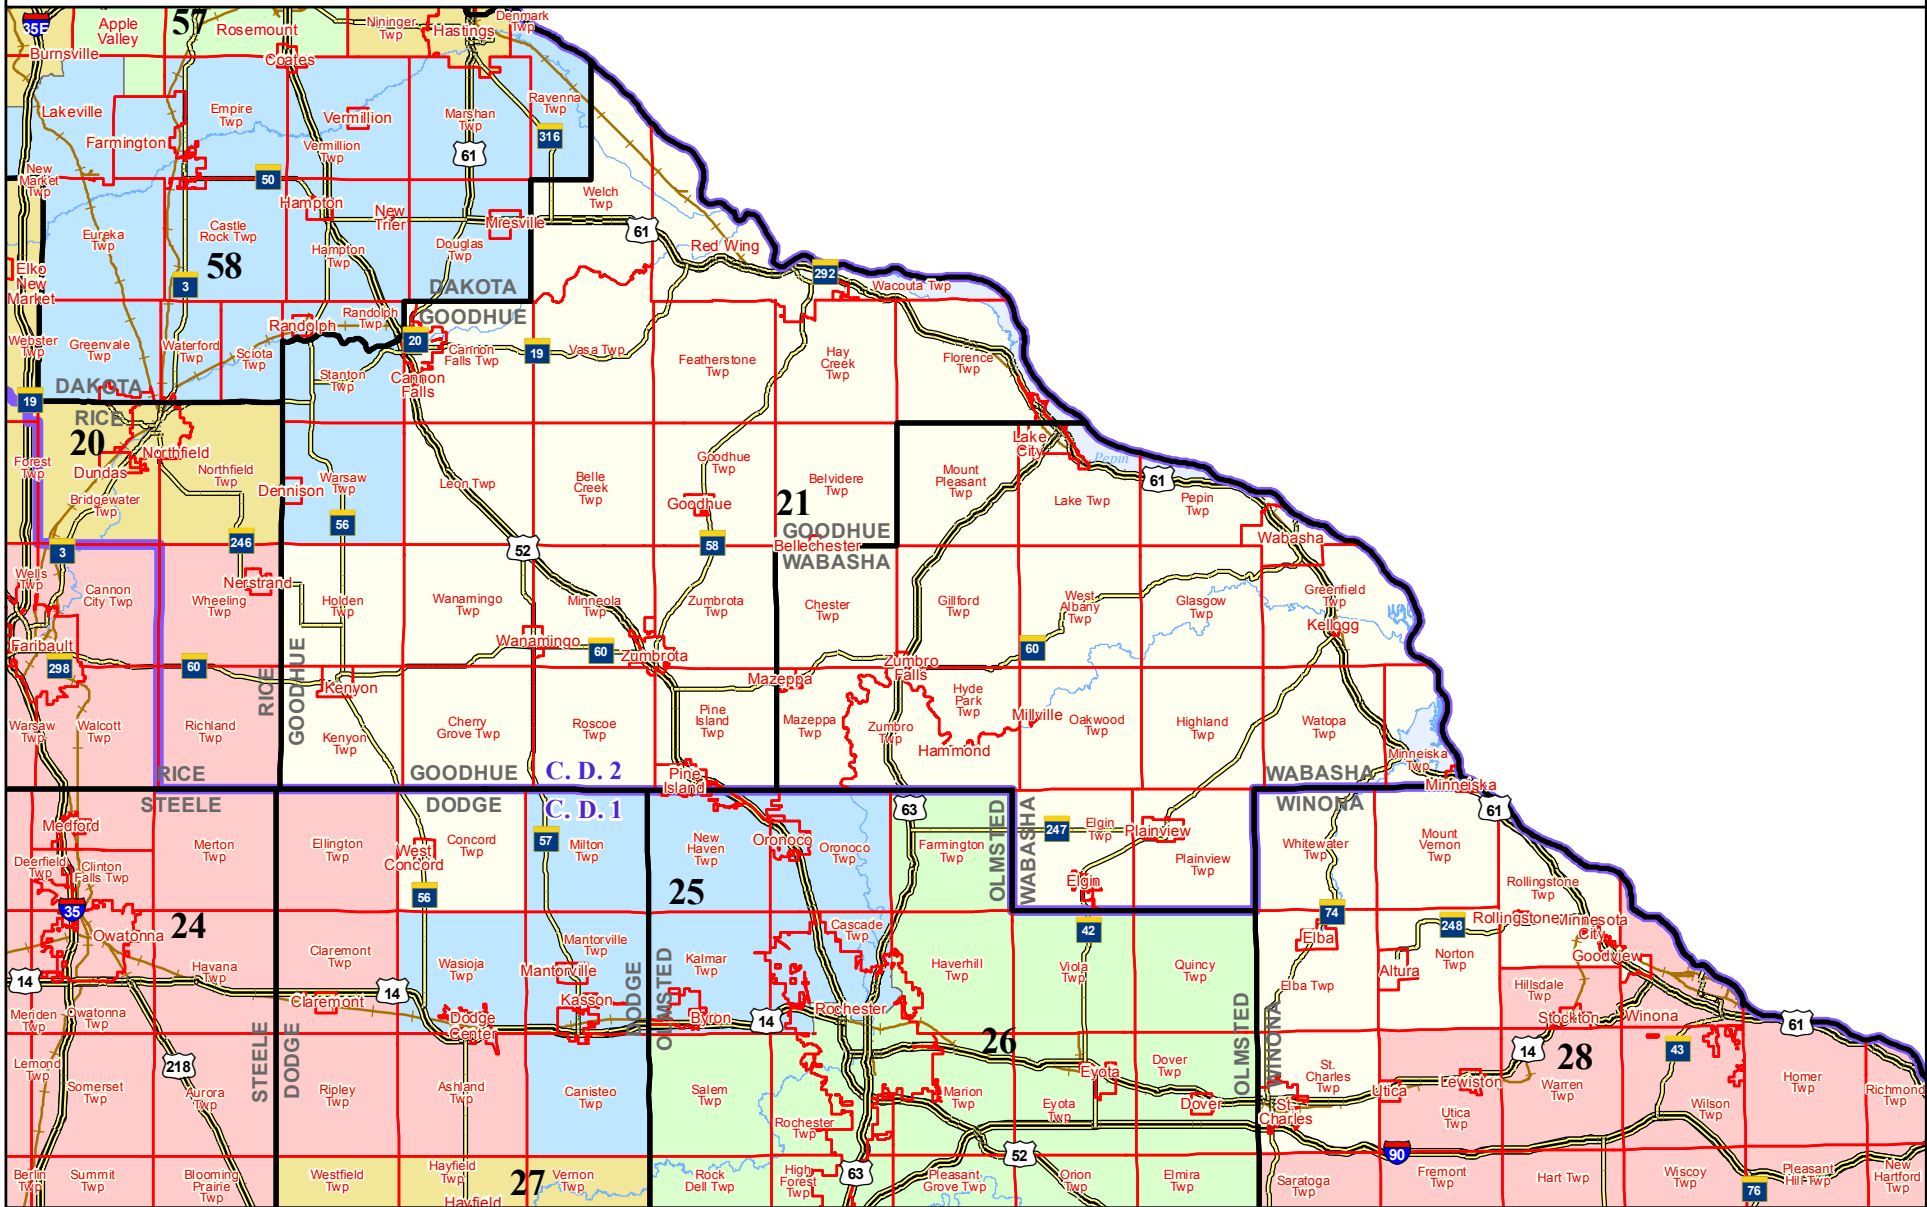 35E
Apple
Valley
57
Rosemount
Nininger
Twp
Hastings
Denmark
Twp
Burnsville
Coates
Lakeville
Empire
Twp
Vermillion
Marshan
Twp
Ravenna
Twp
316
Farmington
Vermillion
Twp
61
New
Market
Twp
50
Hampton
New
Trier
Mresville
Welch
Twp
61
Eureka
Twp
Castle
Rock Twp
58
Hampton
Twp
Douglas
Twp
Red Wing
292
Wacouta Twp
Elko
New
Market
3
DAKOTA
GOODHUE
Randolph
Twp
Randolph
20
Webster
Twp
Greenvale
Twp
Waterford
Twp
Sciota
Twp
Stanton
Twp
Cannon
Falls Twp
19
Vasa Twp
Featherstone
Twp
Hay
Creek
Twp
Florence
Twp
Cannon
Falls
DAKOTA
19
RICE
20
Northfield
Dundas
Forest
Twp
Northfield
Twp
Bridgewater
Twp
Dennison
Warsaw
Twp
56
Leon Twp
Belle
Creek
Twp
Goodhue
Twp
Goodhue
58
Belvidere
Twp
21
GOODHUE
Bellechester
WABASHA
Lake
City
Mount
Pleasant
Twp
Pepin
61
Lake Twp
Pepin
Twp
Wabasha
3
246
52
Wells
Twp
Cannon
City Twp
Nerstrand
Wheeling
Twp
Holden
Twp
Wanamingo
Twp
Minneola
Twp
Zumbrota
Twp
Chester
Twp
Gillford
Twp
West
Albany
Twp
Glasgow
Twp
Greenfield
Twp
Kellogg
Faribault
298
60
Wanamingo
60
Zumbrota
60
RICE
GOODHUE
Kenyon
Mazeppa
Zumbro
Falls
Warsaw
Twp
Walcott
Twp
Richland
Twp
Kenyon
Twp
Cherry
Grove Twp
Roscoe
Twp
Pine
Island
Twp
Mazeppa
Twp
Zumbro
Twp
Hyde
Park
Twp
Hammond
Millville
Oakwood
Twp
Highland
Twp
Watopa
Twp
Minneiska
Twp
RICE
GOODHUE
C. D. 2
Pine
Island
WABASHA
Minneiska
STEELE
DODGE
C. D. 1
WINONA
63
61
Medford
Merton
Twp
Ellington
Twp
West
Concord
Concord
Twp
57
Milton
Twp
New
Haven
Twp
Oronoco
Oronoco
Twp
Farmington
Twp
OLMSTED
WABASHA
247
Elgin
Twp
Plainview
Plainview
Twp
Whitewater
Twp
Mount
Vernon
Twp
Deerfield
Twp
Clinton
Falls Twp
56
25
Elgin
Rollingstone
Twp
35
24
Owatonna
Claremont
Twp
Wasioja
Twp
Mantorville
Twp
Mantorville
Kalmar
Twp
Cascade
Twp
Haverhill
Twp
42
Viola
Twp
Quincy
Twp
74
Elba
248
Rollingstone
Minnesota
City
Goodview
Altura
Norton
Twp
Havana
Twp
14
Claremont
14
Dodge
Center
Kasson
DODGE
OLMSTED
Byron
14
Rochester
Elba Twp
Hillsdale
Twp
Stockton
Winona
61
Meriden
Twp
Owatonna
Twp
STEELE
DODGE
26
OLMSTED
WINONA
14
28
43
Lemond
Twp
218
Somerset
Twp
Aurora
Twp
Ripley
Twp
Ashland
Twp
Canisteo
Twp
Salem
Twp
Rochester
Twp
Marion
Twp
Eyota
Eyota
Twp
Dover
Twp
Dover
St.
Charles
St.
Charles
Twp
Utica
Lewiston
Utica
Twp
Warren
Twp
Wilson
Twp
Homer
Twp
Richmond
Twp
Berlin
Twp
Summit
Twp
Blooming
Prairie
Twp
Westfield
Twp
Hayfield
Twp
Hayfield
27
Vernon
Twp
Rock
Dell Twp
High
Forest
Twp
63
Pleasant
Grove Twp
52
Orion
Twp
Elmira
Twp
Saratoga
Twp
90
Fremont
Twp
Hart Twp
Wiscoy
Twp
76
Pleasant
Hill Twp
New
Hartford
Twp